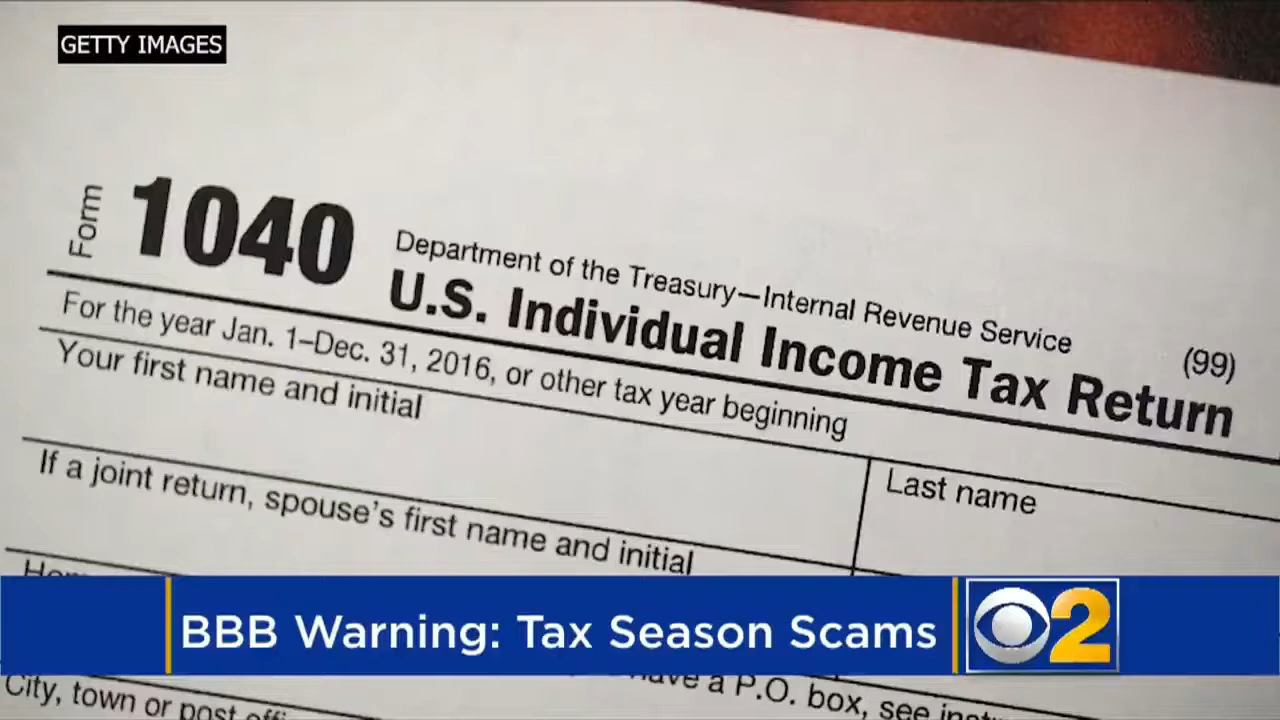 GETTY IMAGES
Form
1040
Department of the Treasury—Internal Revenue Service
(99)
U.S. Individual Income Tax Return
For the year Jan. 1–Dec. 31, 2016, or other tax year beginning
Your first name and initial
Last name
If a joint return, spouse's first name and initial
BBB Warning: Tax Season Scams
2
have a P.O. box, see
City, town or post